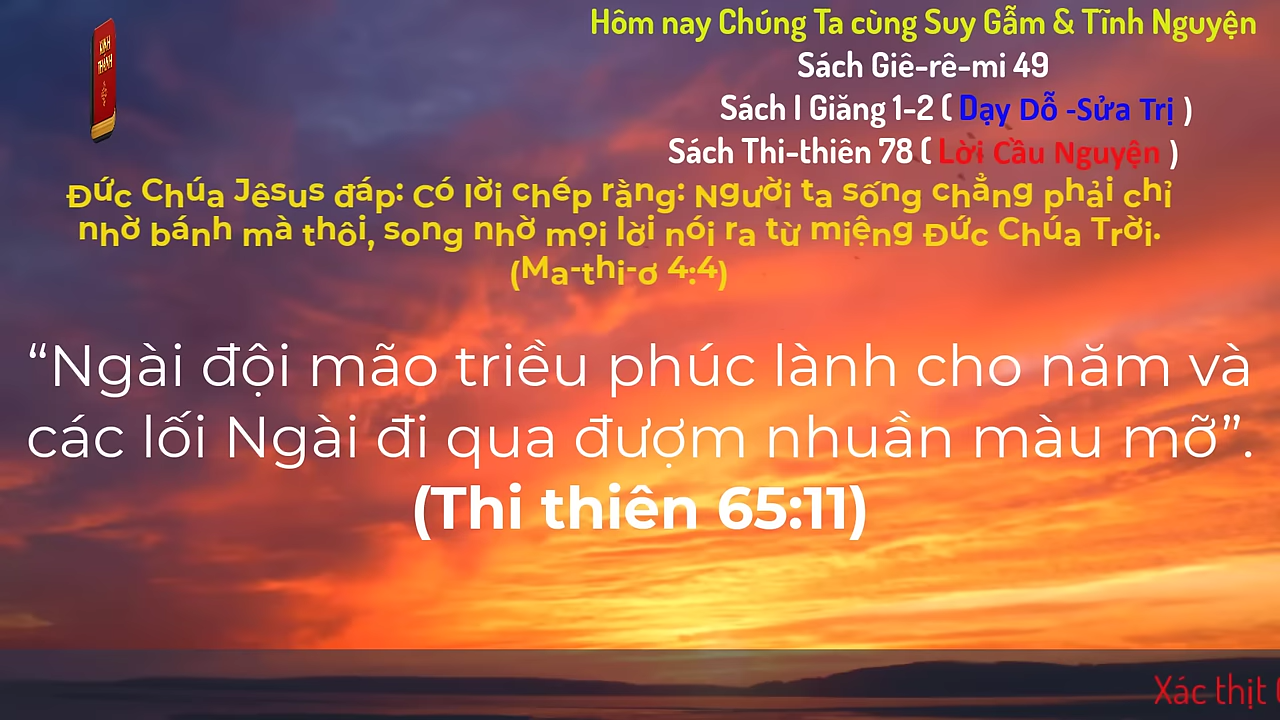 KINH
THÁNH
Hôm nay Chúng Ta cùng Suy Gẫm & Tĩnh Nguyện
Sách Giê-rê-mi 49
Sách I Giăng 1-2 ( Dạy Dỗ -Sửa Trị )
Sách Thi-thiên 78 ( Lời Cầu Nguyện )
Đức Chúa Jêsus đáp: Có lời chép rằng: Người ta sống chẳng phải chỉ
nhờ bánh mà thôi, song nhờ mọi lời nói ra từ miệng Đức Chúa Trời.
(Ma-thi-ơ 4:4)
“Ngài đội mão triều phúc lành cho năm và
các lối Ngài đi qua đượm nhuần màu mỡ”.
(Thi thiên 65:11)
Xác thịt